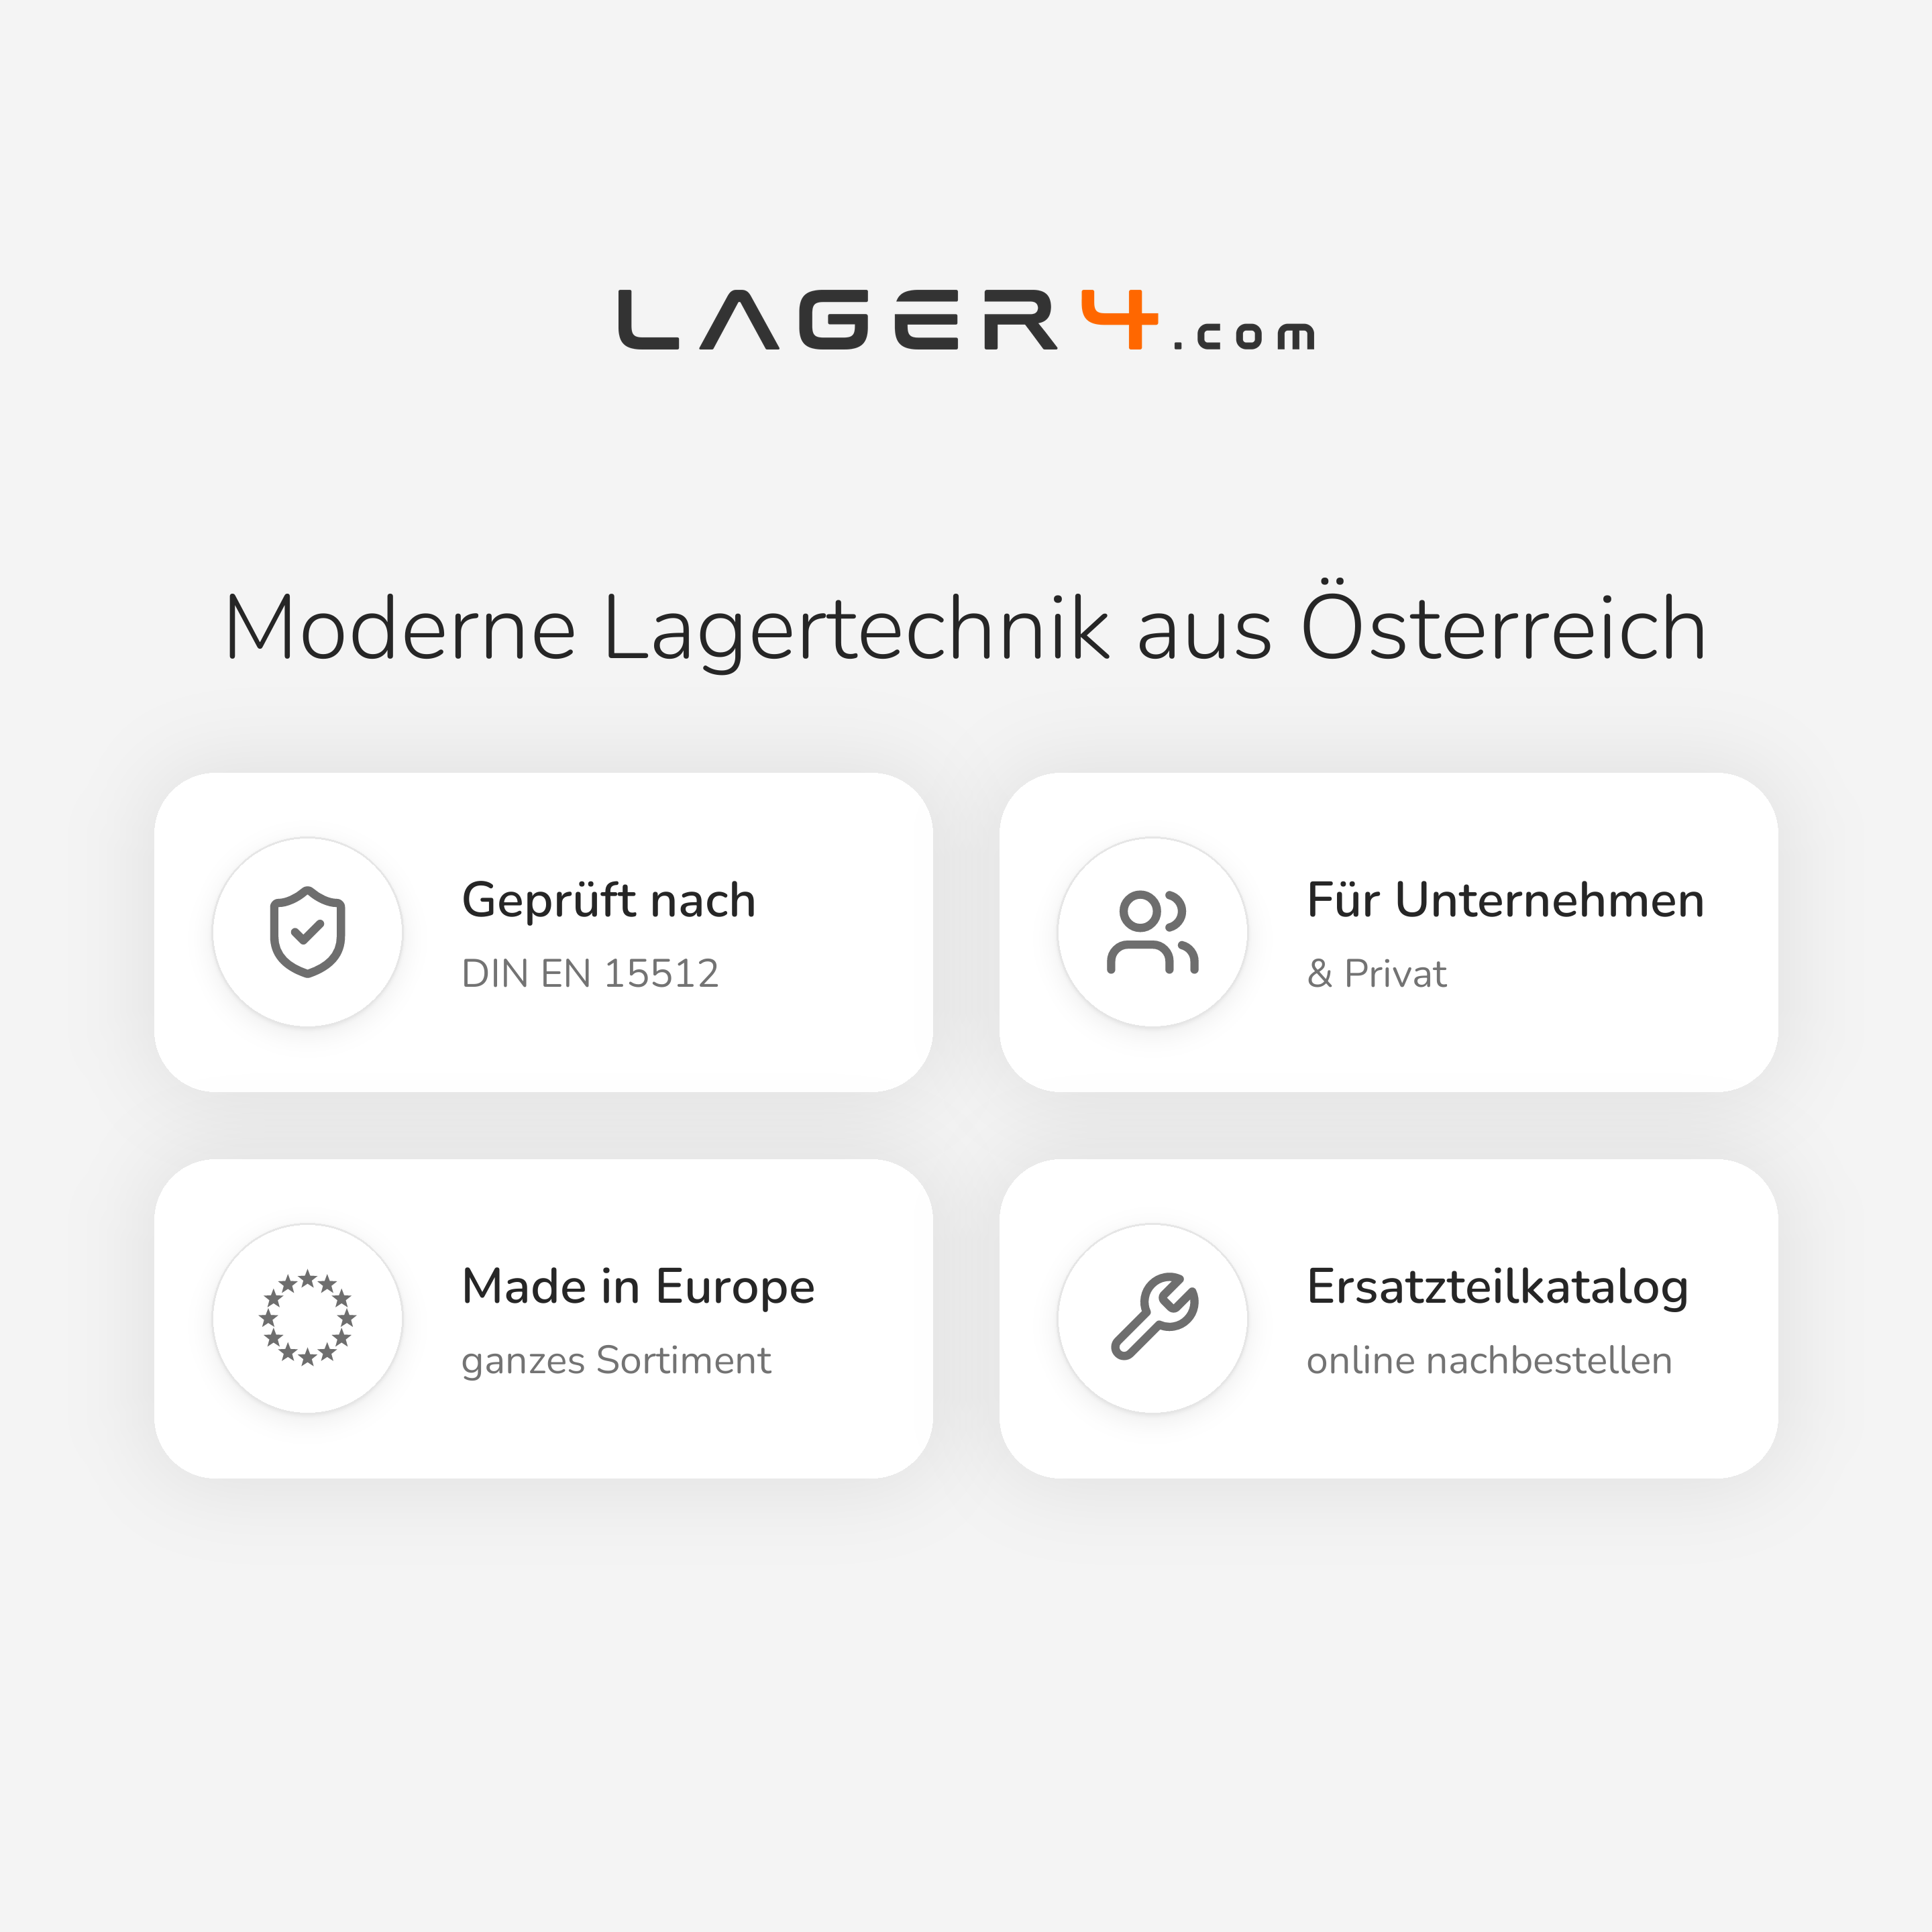 LAGER4.com
Moderne Lagertechnik aus Österreich
Geprüft nach
DIN EN 15512
Für Unternehmen
& Privat
Made in Europe
ganzes Sortiment
Ersatzteilkatalog
online nachbestellen